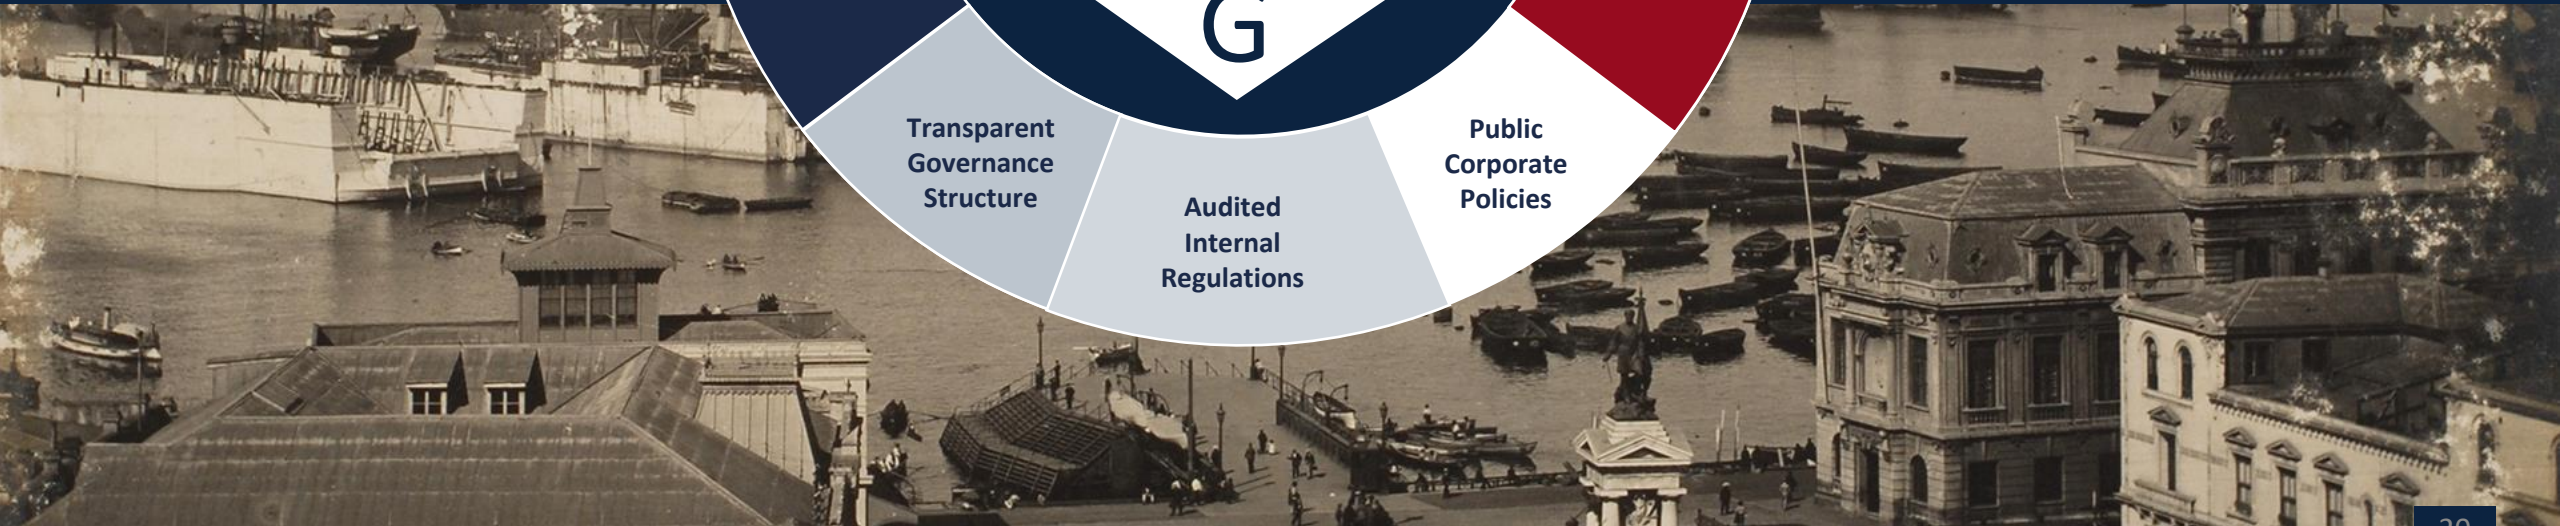 G
Transparent
Governance
Structure
Audited
Internal
Regulations
Public
Corporate
Policies